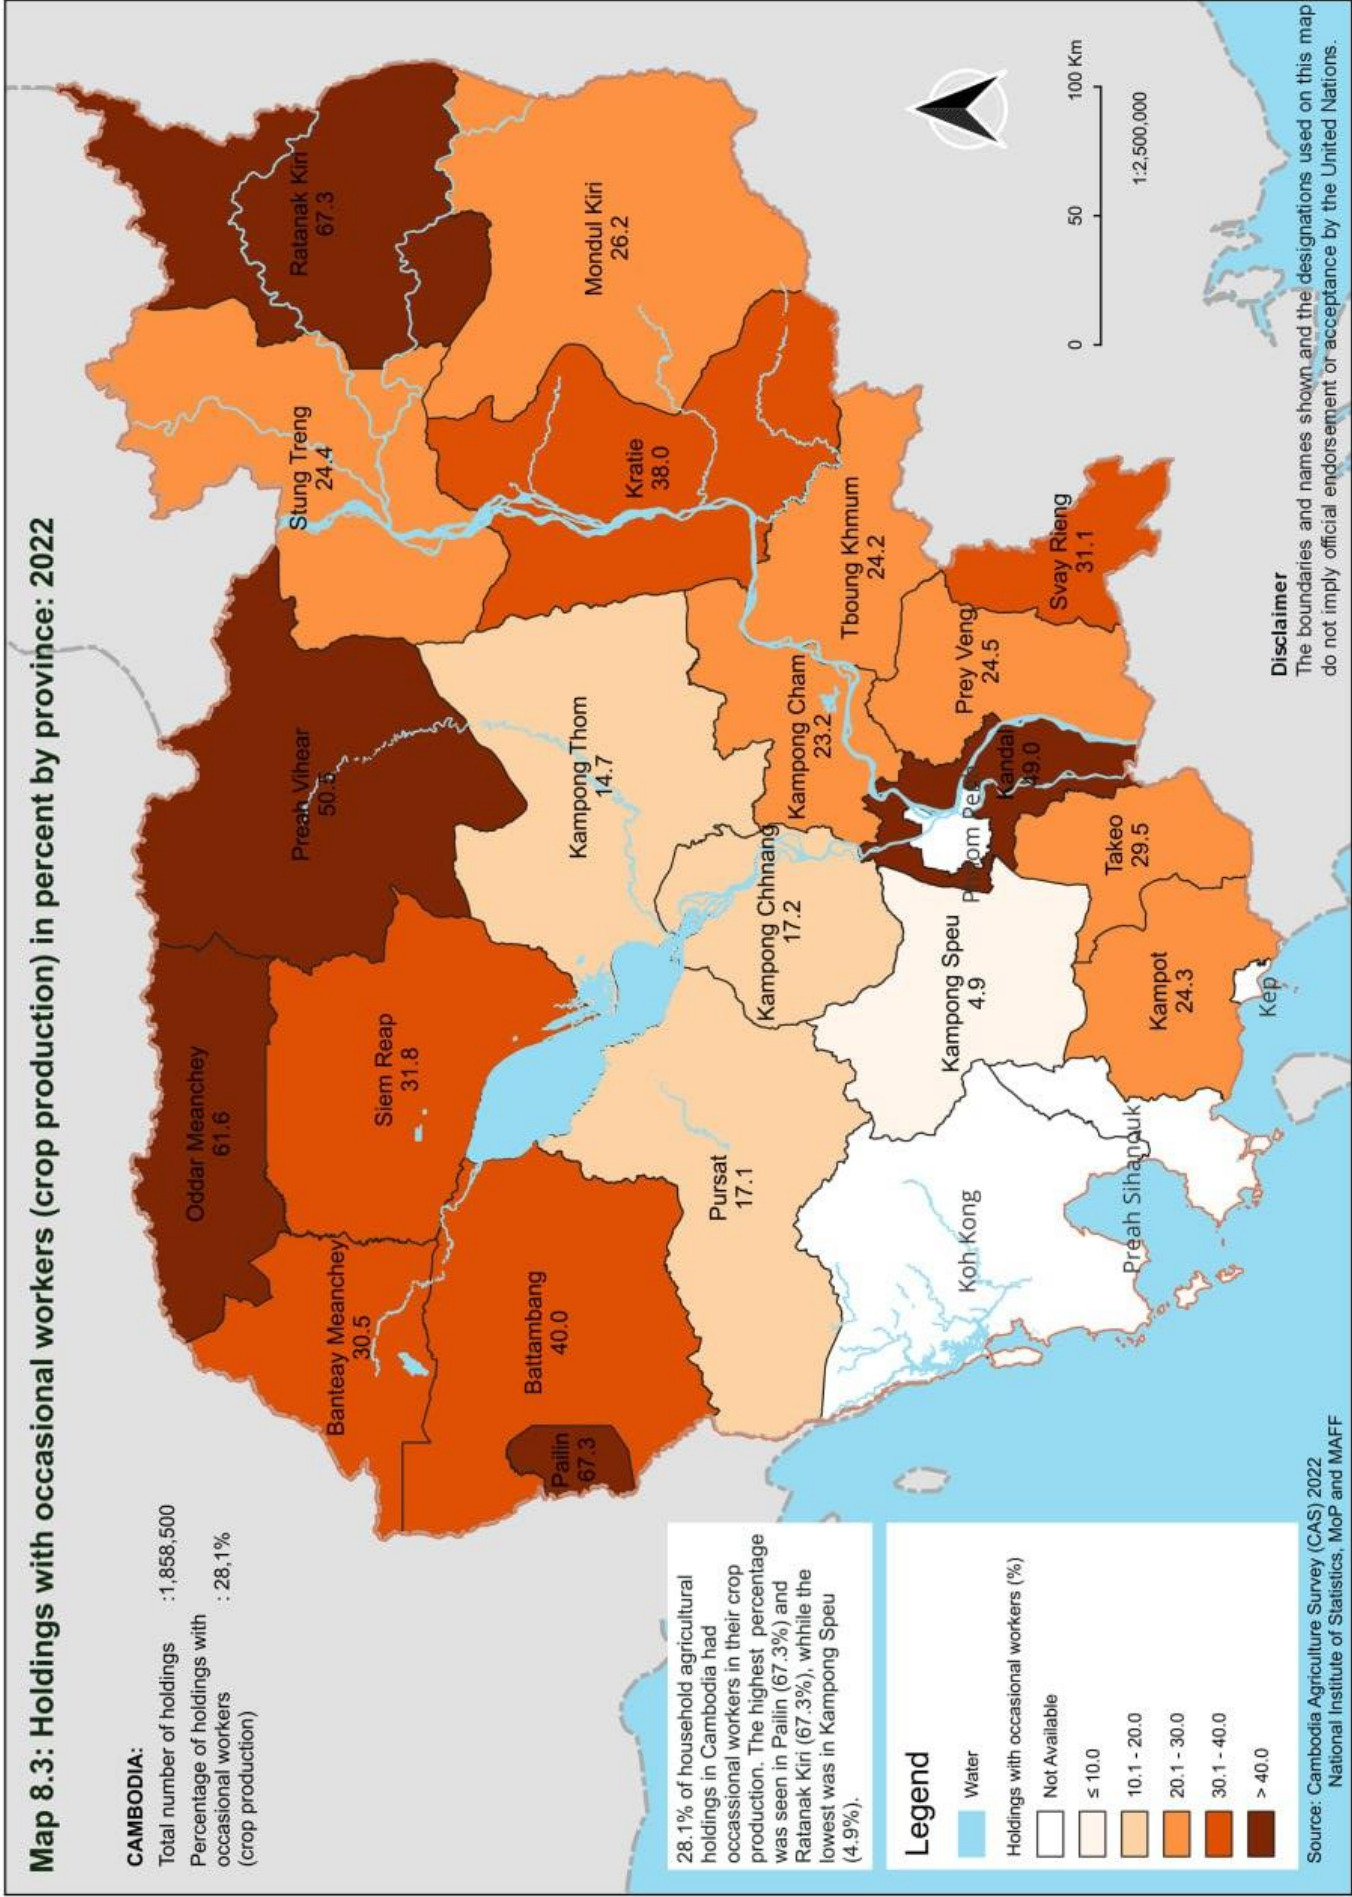 Map 8.3: Holdings with occasional workers (crop production) in percent by province: 2022
CAMBODIA:
Total number of holdings :1,858,500
Percentage of holdings with
occasional workers : 28,1%
(crop production)
Oddar Meanchey
61.6
Preah Vihear
50.5
Stung Treng
24.4
Ratanak Kiri
67.3
Banteay Meanchey
30.5
Siem Reap
31.8
Battambang
40.0
Pailin
67.3
Kampong Thom
14.7
Kratie
38.0
Mondul Kiri
26.2
Pursat
17.1
Kampong Chhnang
17.2
Kampong Cham
23.2
Tboung Khmum
24.2
Koh Kong
Kampong Speu
4.9
Phnom Penh
Kandal
49.0
Prey Veng
24.5
Svay Rieng
31.1
Preah Sihanouk
Kampot
24.3
Takeo
29.5
Kep
28.1% of household agricultural
holdings in Cambodia had
occassional workers in their crop
production. The highest percentage
was seen in Pailin (67.3%) and
Ratanak Kiri (67.3%), whhile the
lowest was in Kampong Speu
(4.9%).
Legend
Water
Holdings with occasional workers (%)
Not Available
≤ 10.0
10.1 - 20.0
20.1 - 30.0
30.1 - 40.0
> 40.0
0 50 100 Km
1:2,500,000
Disclaimer
The boundaries and names shown and the designations used on this map
do not imply official endorsement or acceptance by the United Nations.
Source: Cambodia Agriculture Survey (CAS) 2022
National Institute of Statistics, MoP and MAFF